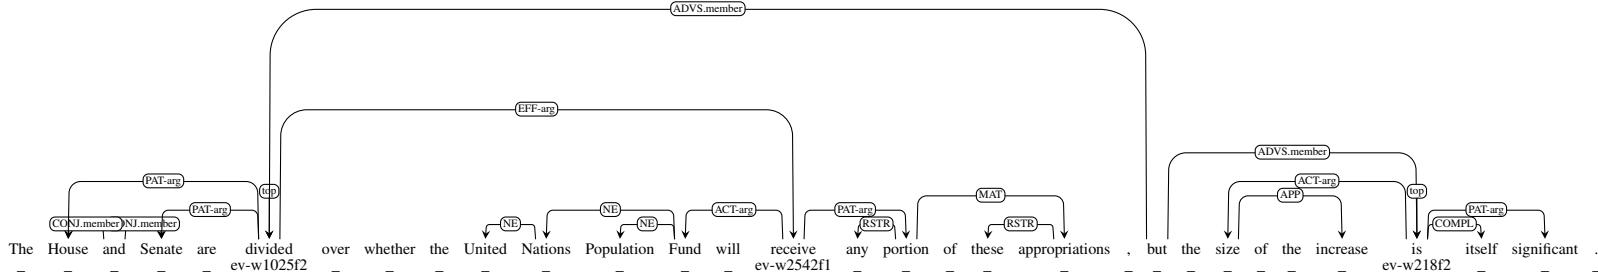 ADVS.member
EFF-arg
ADVS.member
PAT-arg ACT-arg
top APP top
MAT
PAT-arg NE ACT-arg PAT-arg PAT-arg
CONJ.member NJ.member NE NE RSTR RSTR COMPL
The House and Senate are divided over whether the United Nations Population Fund will receive any portion of these appropriations , but the size of the increase is itself significant .
_ _ _ _ _ ev-w1025f2 _ _ _ _ _ _ _ _ ev-w2542f1 _ _ _ _ _ _ _ _ _ _ _ _ ev-w218f2 _ _ _